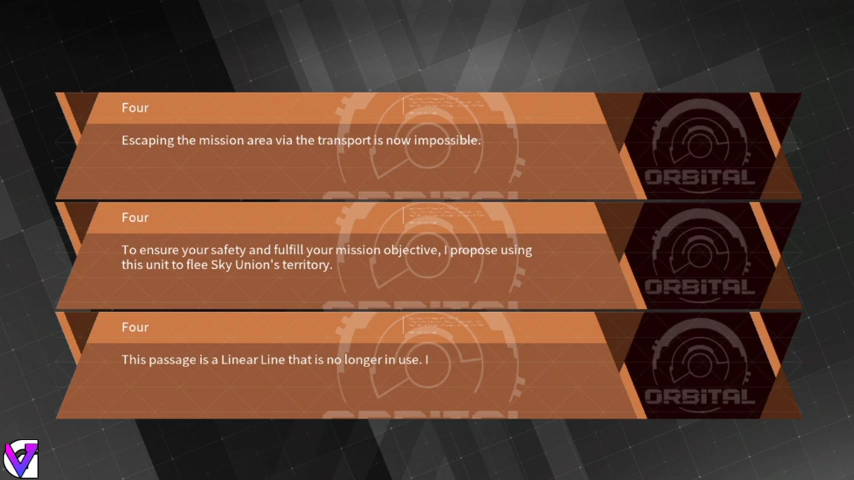 Four
Escaping the mission area via the transport is now impossible.
ORBITAL
Four
To ensure your safety and fulfill your mission objective, I propose using
this unit to flee Sky Union's territory.
ORBITAL
Four
This passage is a Linear Line that is no longer in use. I
ORBITAL